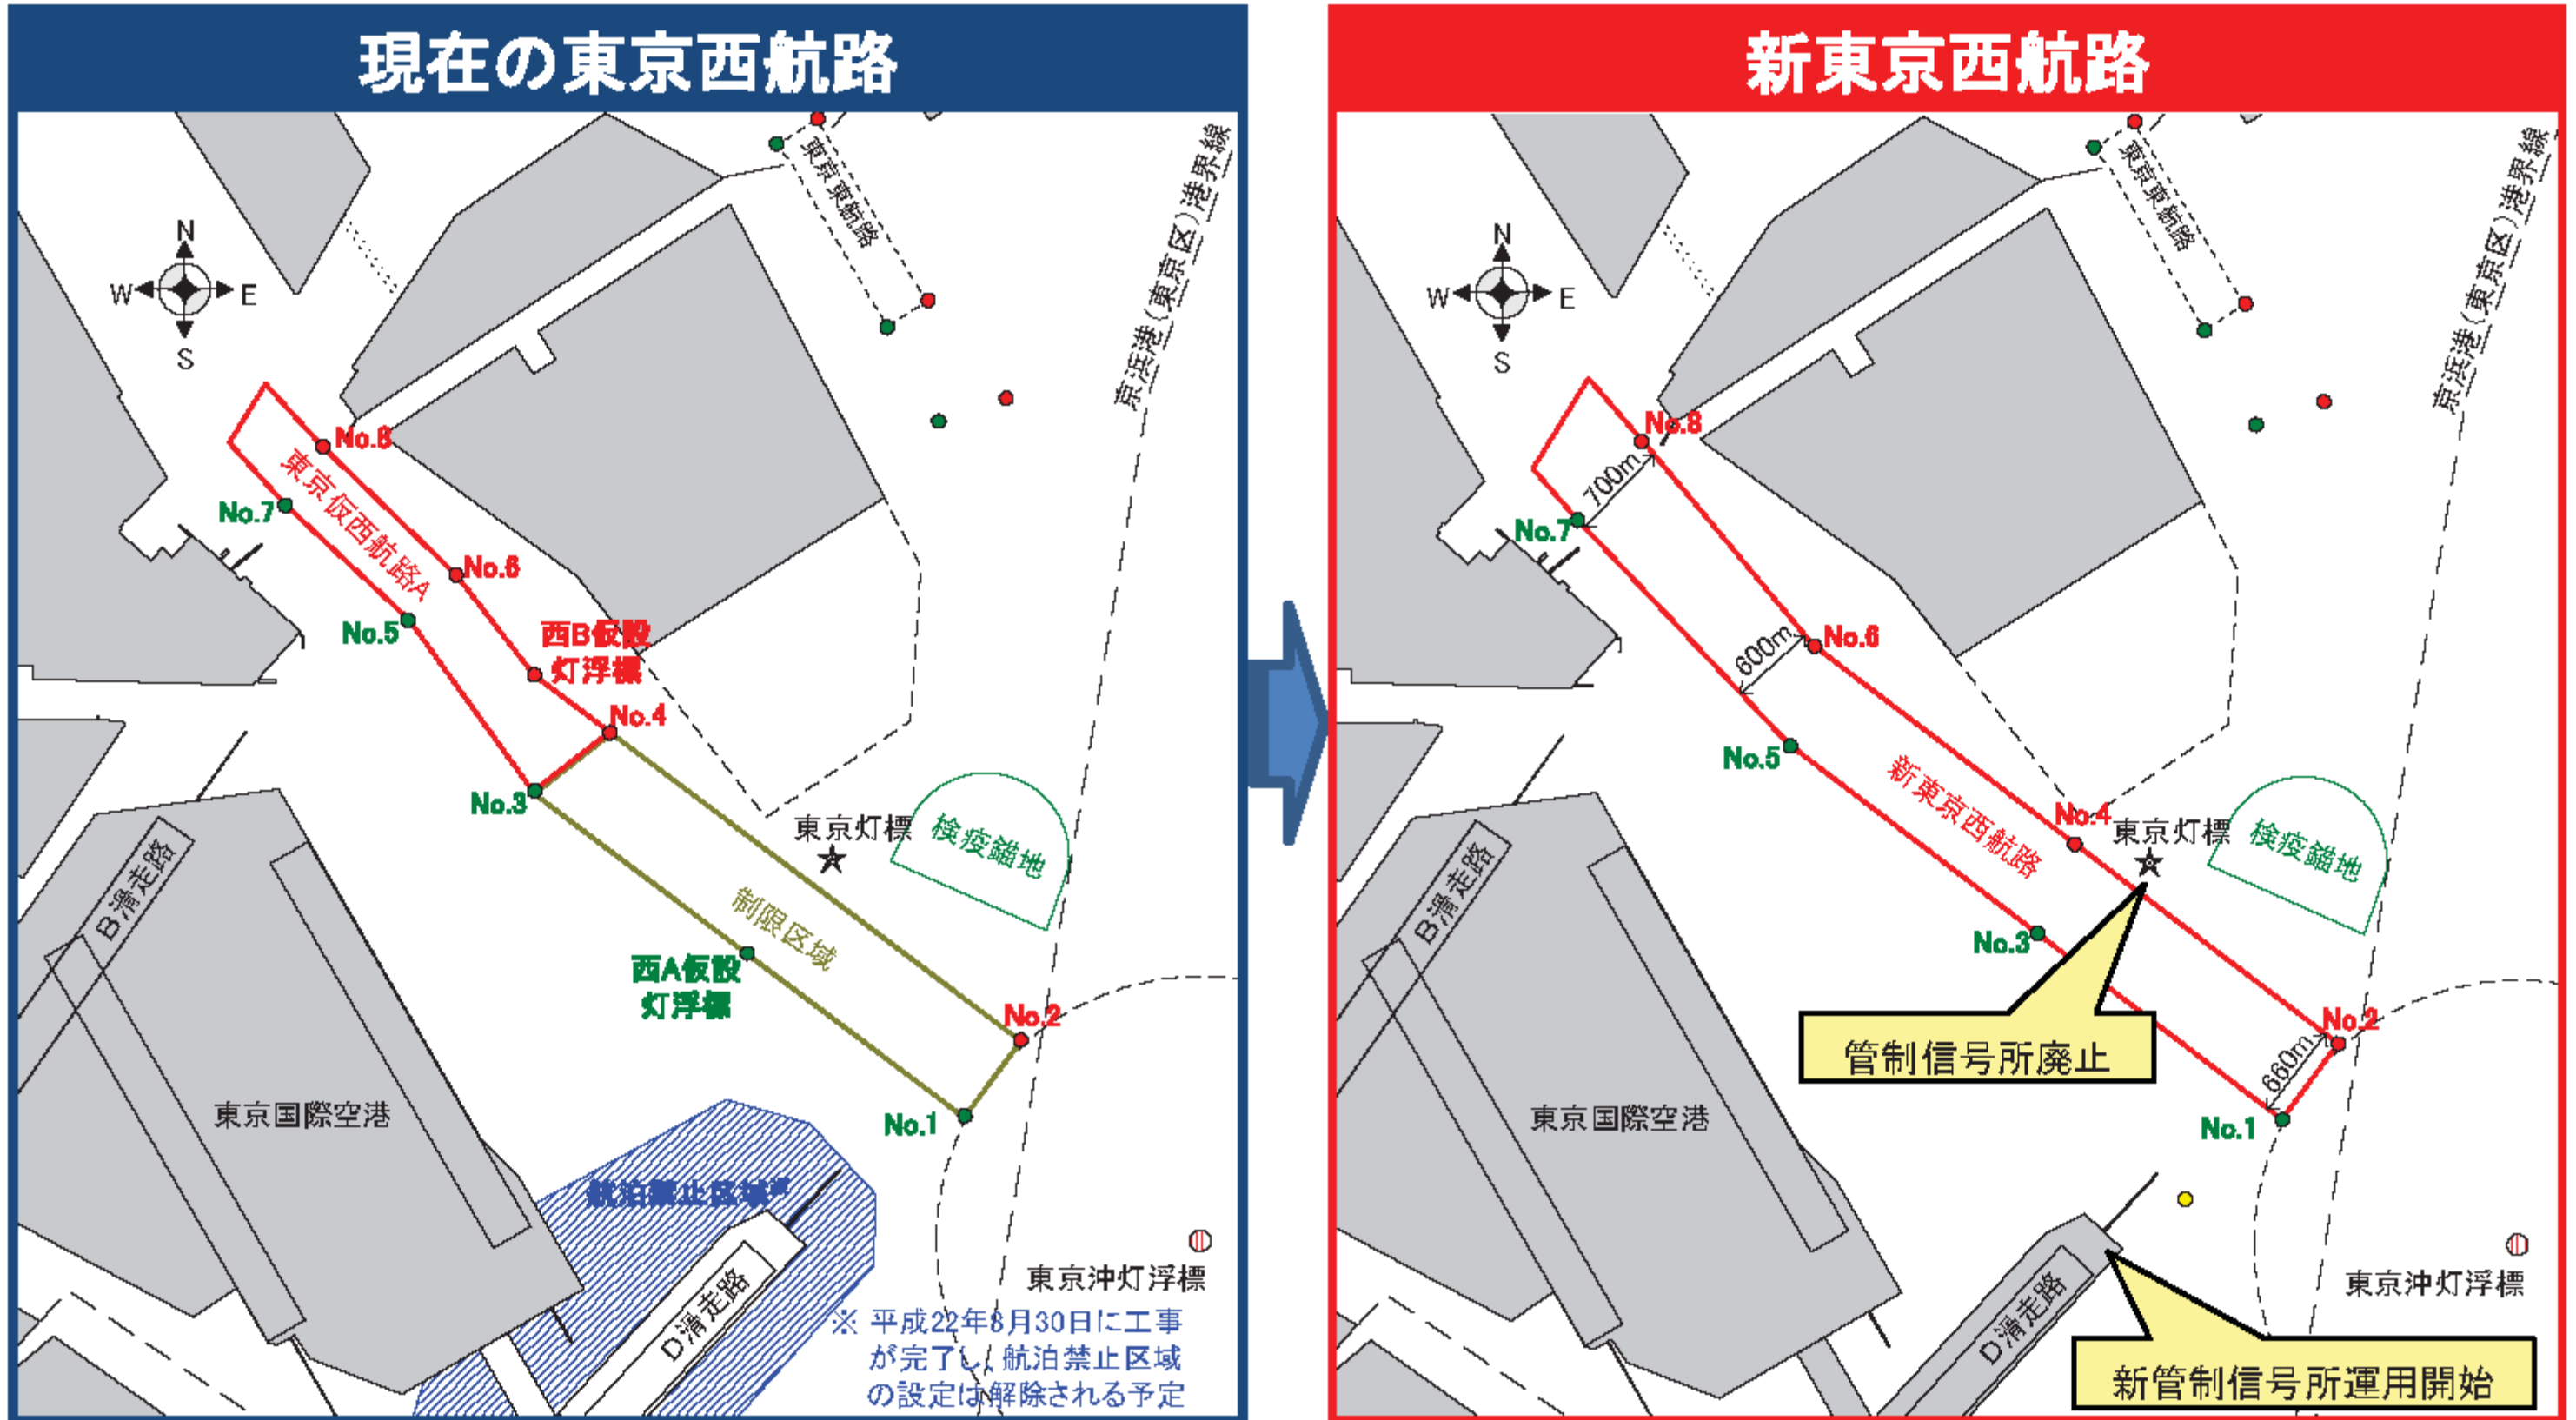 現在の東京西航路
東京東航路
京浜港(東京区)港界線
N
W
E
S
No.8
東京仮西航路A
No.7
No.6
No.5
西B仮設
灯浮標
No.4
No.3
東京灯標
検疫錨地
制限区域
西A仮設
灯浮標
No.2
No.1
B滑走路
東京国際空港
航泊禁止区域※
D滑走路
東京沖灯浮標
※ 平成22年8月30日に工事
が完了し、航泊禁止区域
の設定は解除される予定
新東京西航路
東京東航路
京浜港(東京区)港界線
N
W
E
S
No.8
700m
No.7
No.6
600m
No.5
新東京西航路
No.4
東京灯標
検疫錨地
No.3
管制信号所廃止
No.2
660m
No.1
B滑走路
東京国際空港
D滑走路
東京沖灯浮標
新管制信号所運用開始